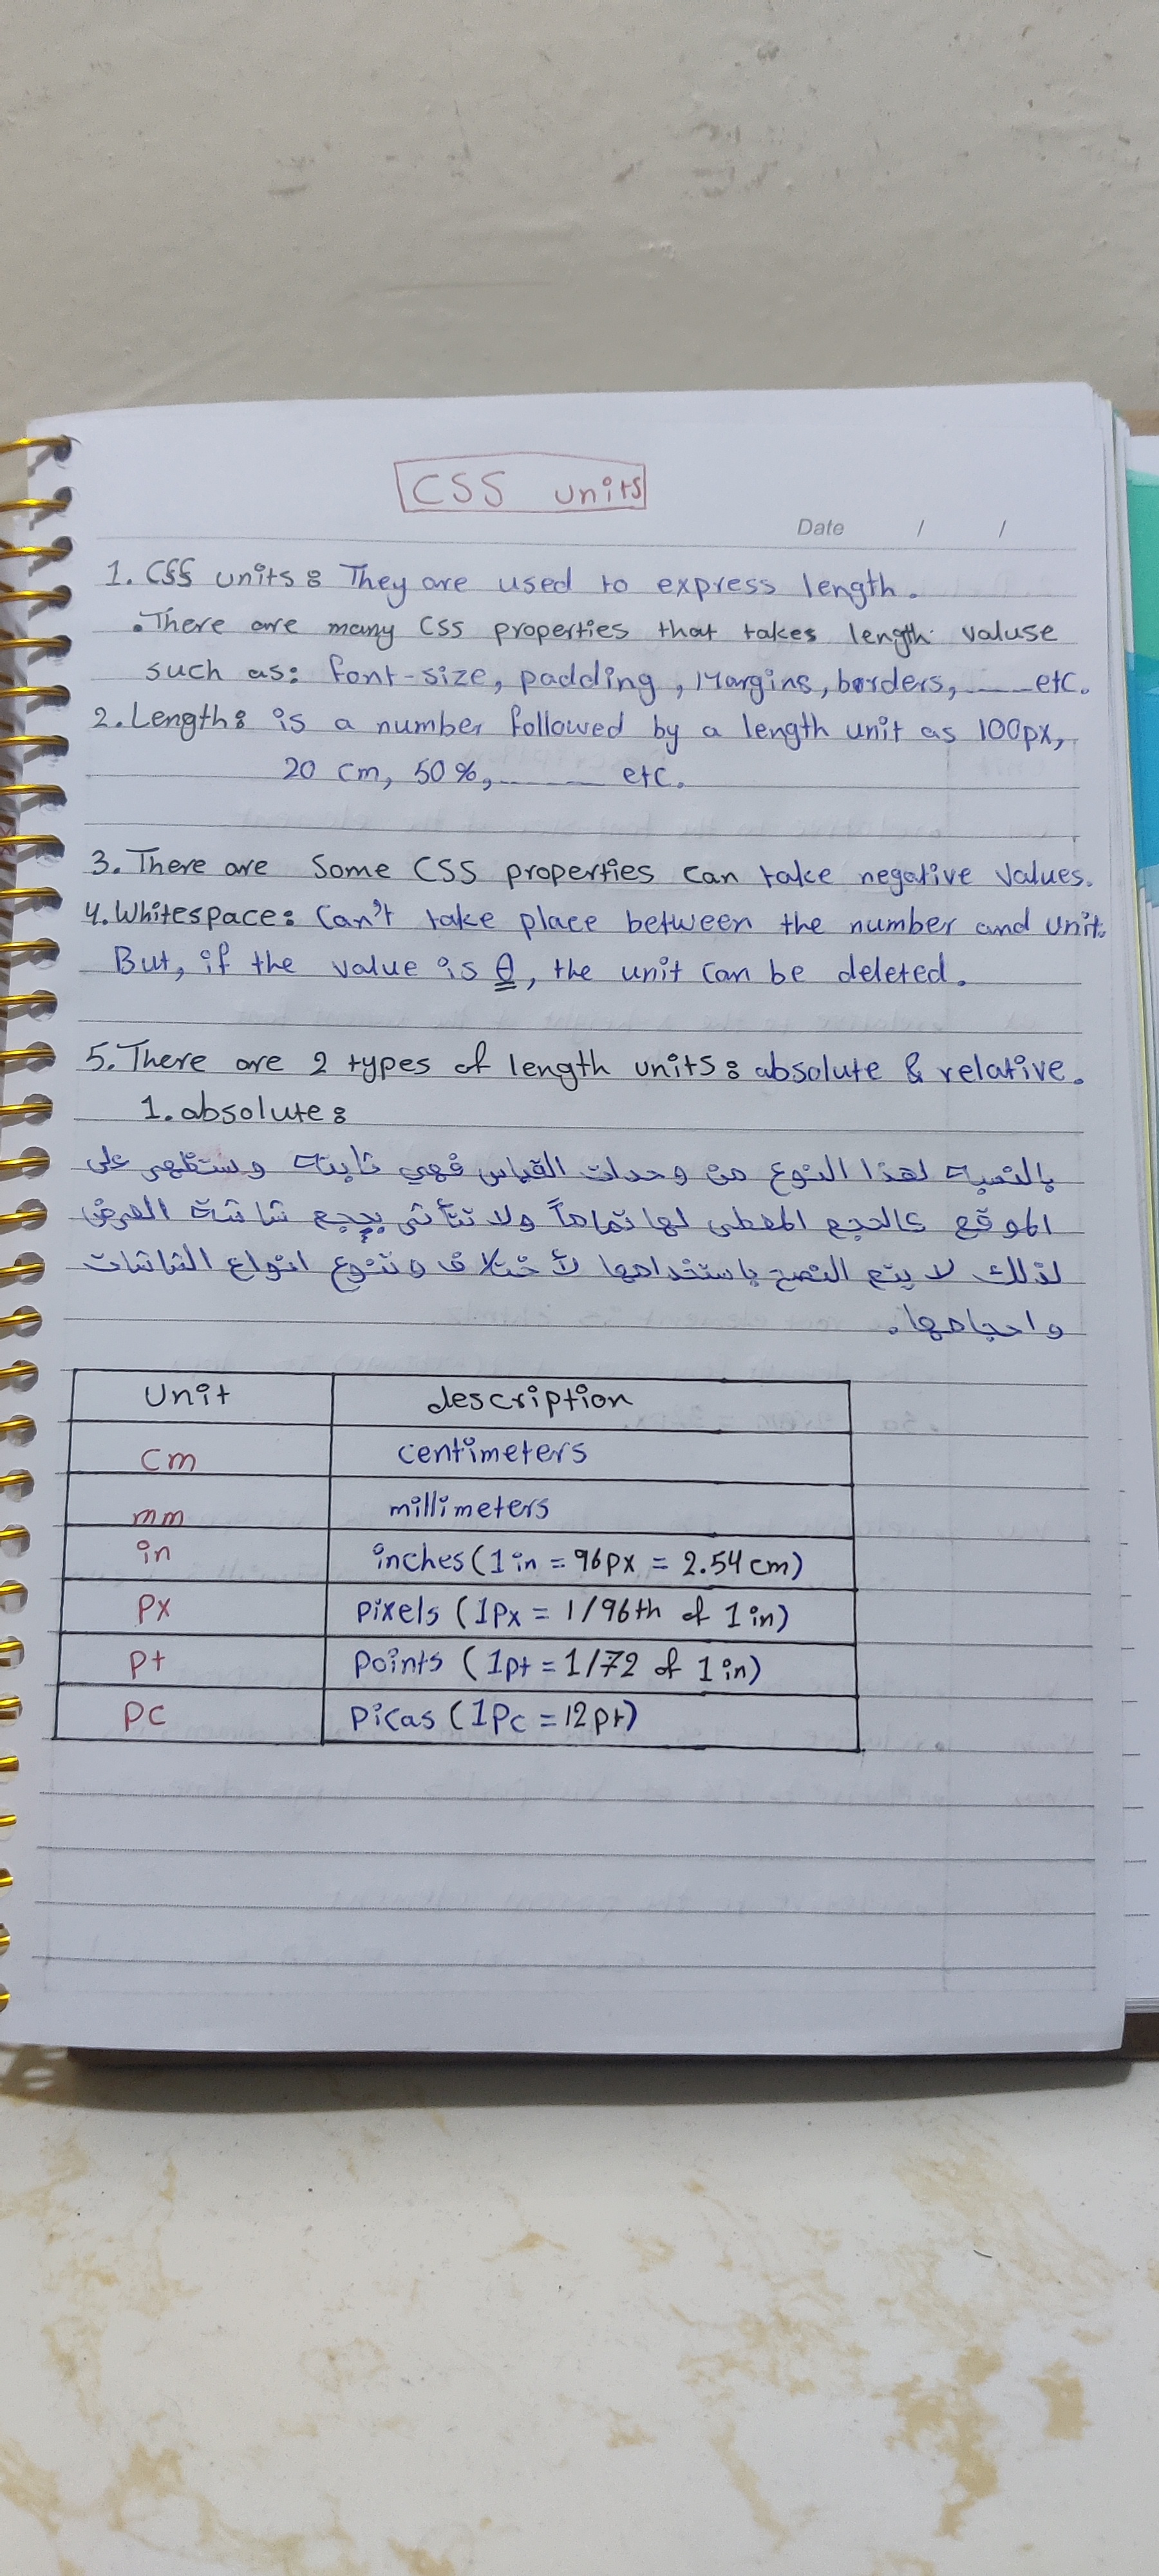 CSS units
Date / /
1. CSS units: They are used to express length.
• There are many CSS properties that takes length valuse
such as: font-size, padding, Margins, borders, ___ etc.
2. Length: is a number followed by a length unit as 100px,
20 cm, 50%, ___ etc.
3. There are Some CSS properties can take negative values.
4. Whitespace: Can't take place between the number and unit.
But, if the value is 0, the unit can be deleted.
5. There are 2 types of length units: absolute & relative.
1. absolute:
بالنسبة لهذا النوع من وحدات القياس فهي ثابتة وستظهر على
الموقع كالحجم المعطى لها تماماً ولا تتأثر بحجم شاشة العرض
لذلك لا يتم النصح باستخدامها لأختلاف وتنوع انواع الشاشات
واحجامها.
Unit description
cm centimeters
mm millimeters
in inches (1 in = 96px = 2.54 cm)
px pixels (1px = 1/96th of 1 in)
pt points (1pt = 1/72 of 1 in)
pc picas (1pc = 12pt)